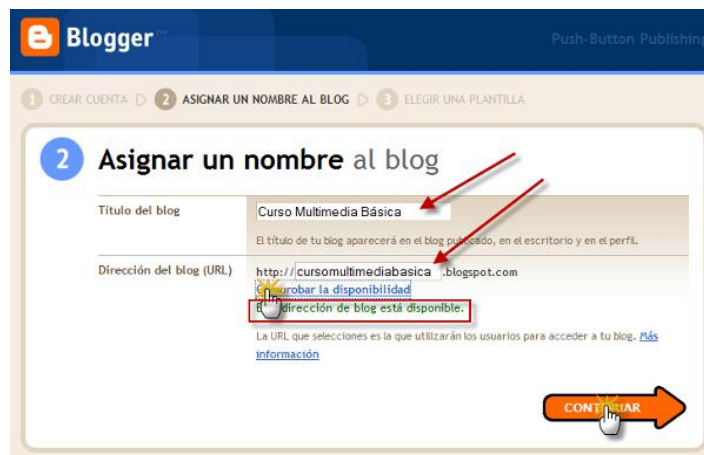 Blogger™
Push-Button Publishing
1 CREAR CUENTA 2 ASIGNAR UN NOMBRE AL BLOG 3 ELEGIR UNA PLANTILLA
2 Asignar un nombre al blog
Título del blog
Curso Multimedia Básica
El título de tu blog aparecerá en el blog publicado, en el escritorio y en el perfil.
Dirección del blog (URL)
http:// cursomultimediabasica .blogspot.com
Comprobar la disponibilidad
dirección de blog está disponible.
La URL que selecciones es la que utilizarán los usuarios para acceder a tu blog. Más
información
CONTINUAR